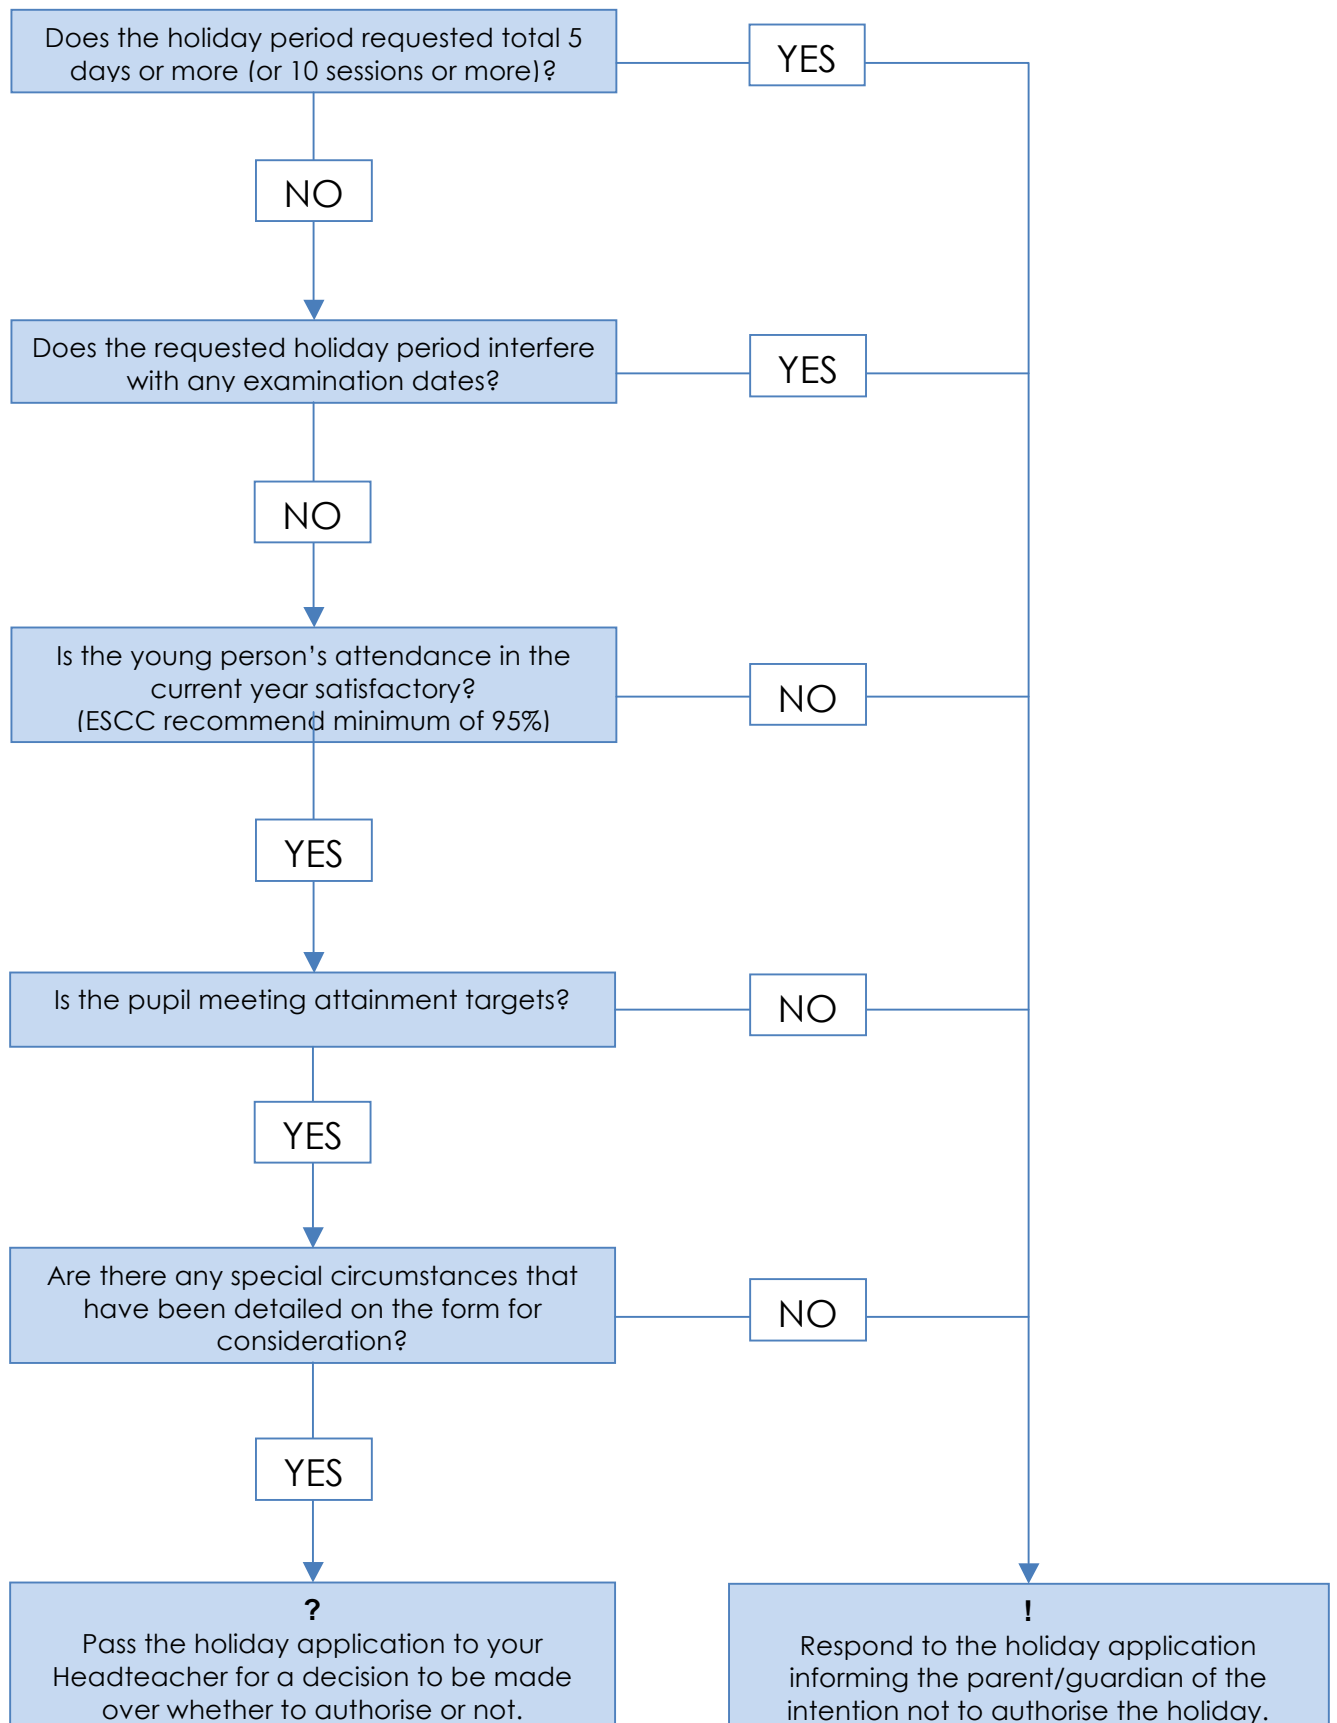 Does the holiday period requested total 5
days or more (or 10 sessions or more)?
YES
NO
Does the requested holiday period interfere
with any examination dates?
YES
NO
Is the young person’s attendance in the
current year satisfactory?
(ESCC recommend minimum of 95%)
NO
YES
Is the pupil meeting attainment targets?
NO
YES
Are there any special circumstances that
have been detailed on the form for
consideration?
NO
YES
?
Pass the holiday application to your
Headteacher for a decision to be made
over whether to authorise or not.
!
Respond to the holiday application
informing the parent/guardian of the
intention not to authorise the holiday.